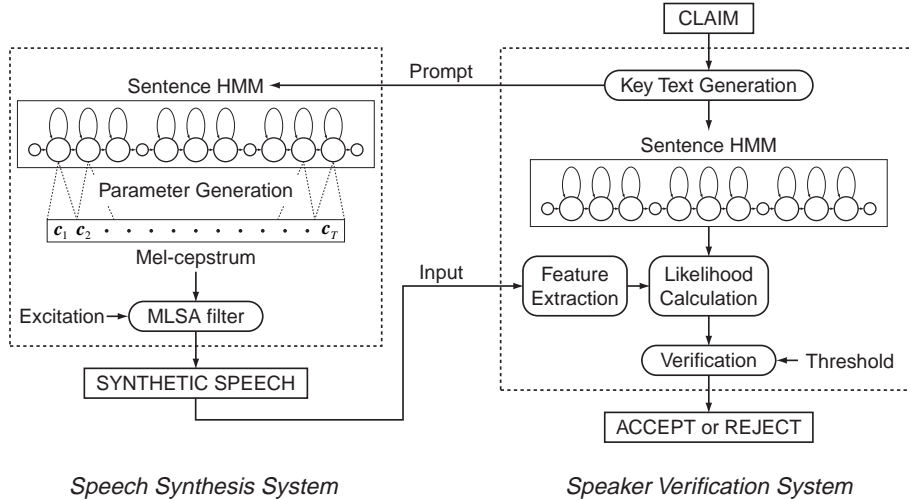 CLAIM
Prompt
Key Text Generation
Sentence HMM
Sentence HMM
Parameter Generation
c1 c2 . . . . . . . . . . . cT
Mel-cepstrum
Input
Feature
Extraction
Likelihood
Calculation
Excitation
MLSA filter
Verification
Threshold
SYNTHETIC SPEECH
ACCEPT or REJECT
Speech Synthesis System
Speaker Verification System